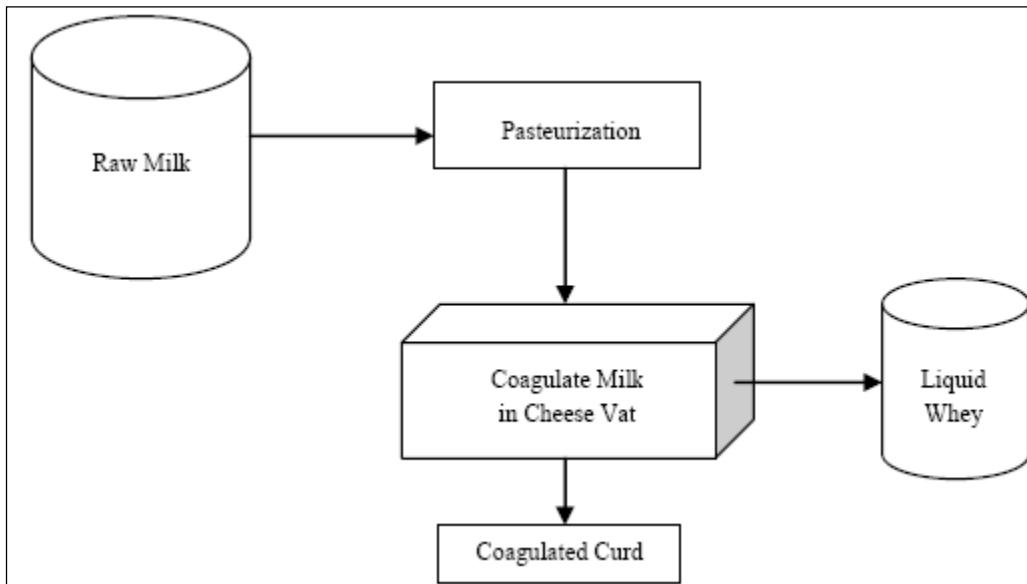 Raw Milk
Pasteurization
Coagulate Milk
in Cheese Vat
Liquid
Whey
Coagulated Curd